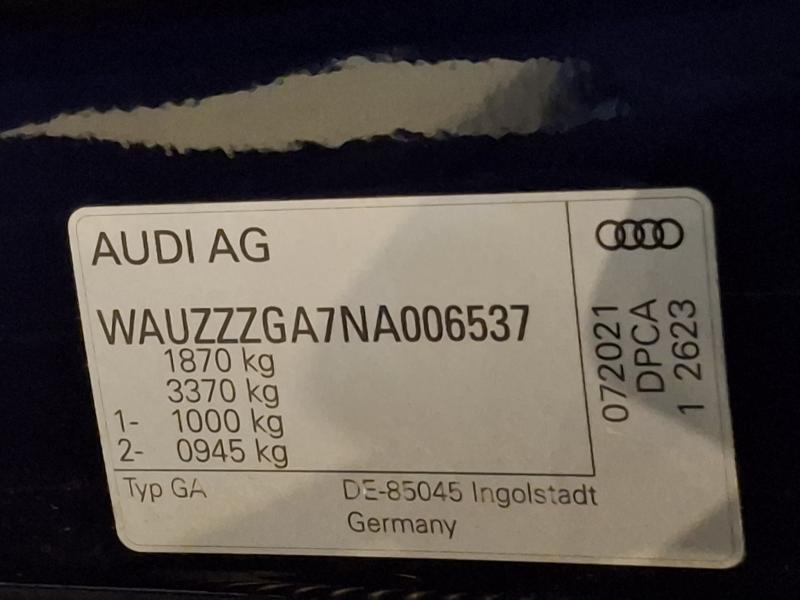 AUDI AG
WAUZZZGA7NA006537
1870 kg
3370 kg
1- 1000 kg
2- 0945 kg
Typ GA
DE-85045 Ingolstadt
Germany
072021
DPCA
1 2623